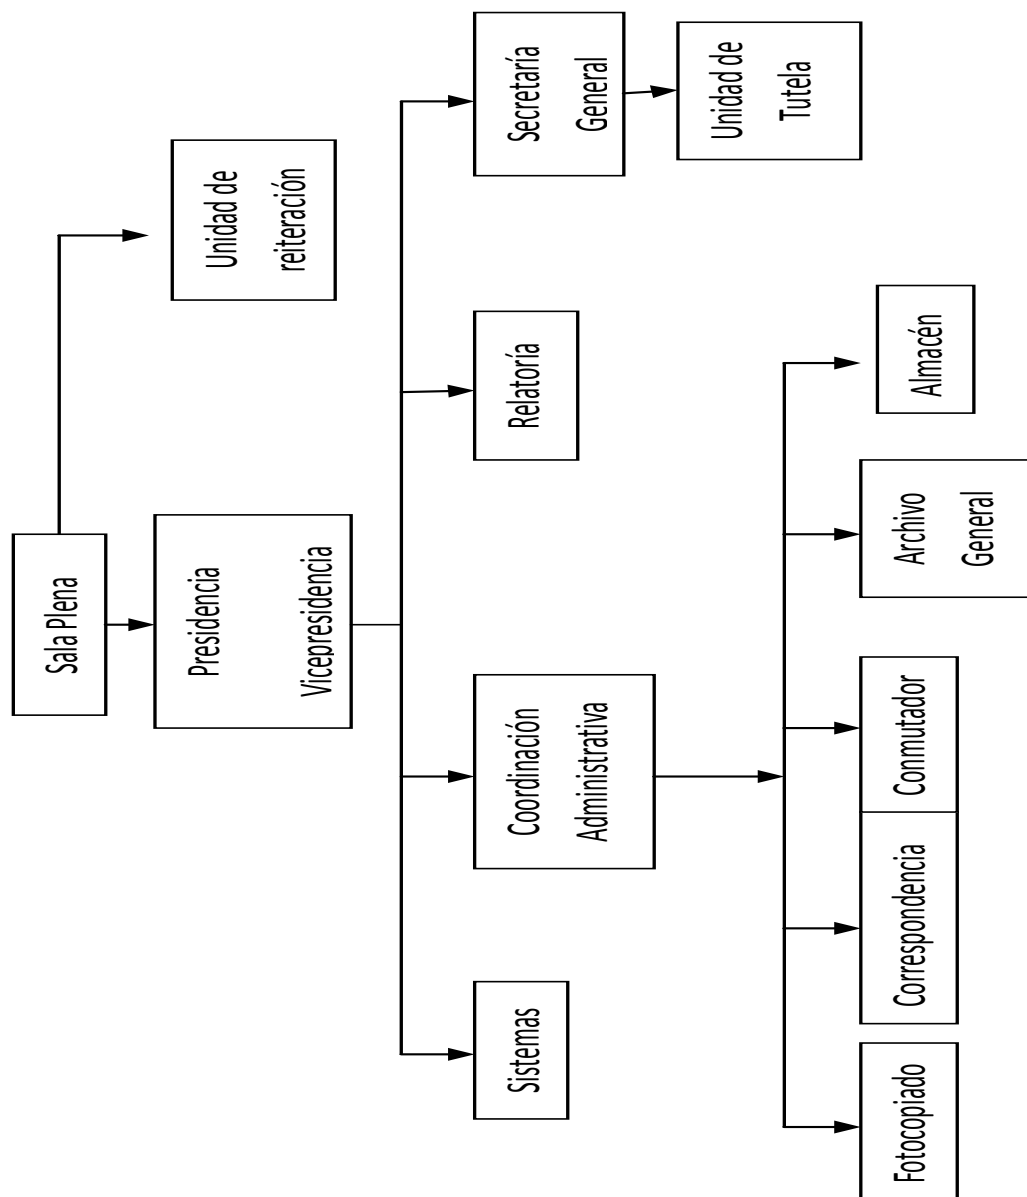 Sala Plena
Unidad de
reiteración
Presidencia
Vicepresidencia
Sistemas
Coordinación
Administrativa
Relatoría
Secretaría
General
Unidad de
Tutela
Fotocopiado
Correspondencia
Conmutador
Archivo
General
Almacén